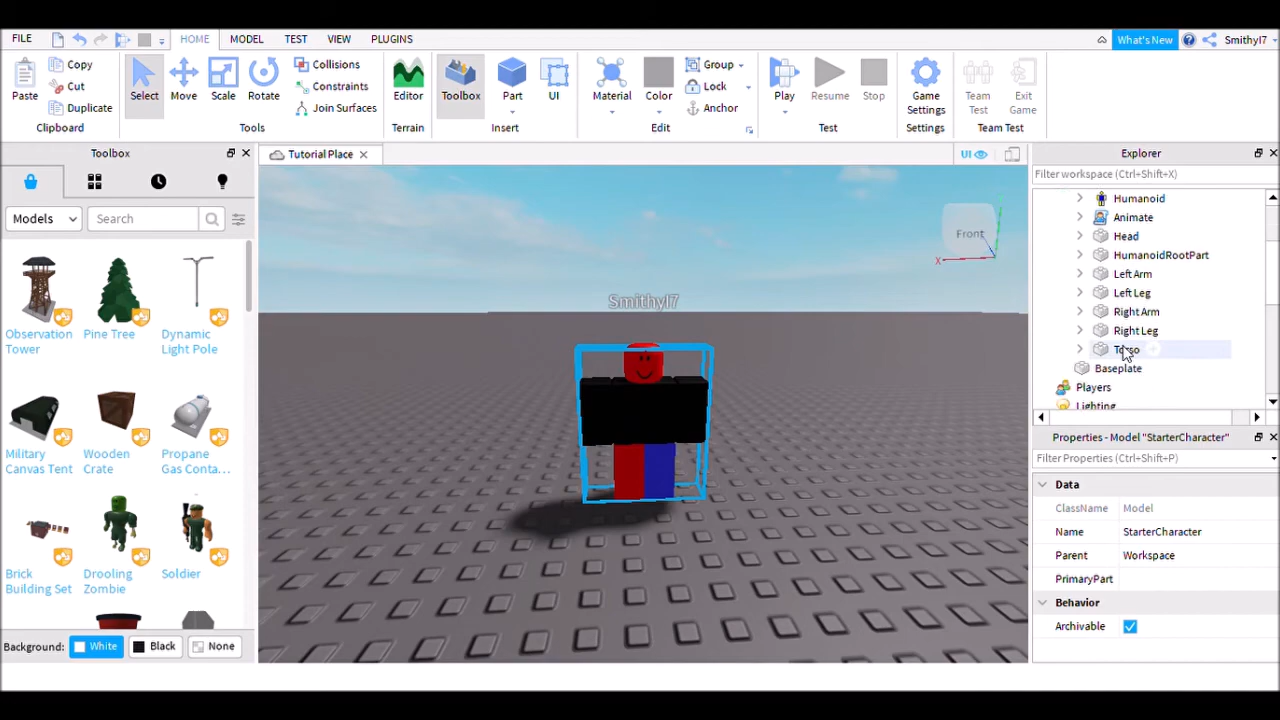 FILE HOME MODEL TEST VIEW PLUGINS What's New Smithyl7
Paste Copy Cut Duplicate Clipboard
Select Move Scale Rotate Collisions Constraints Join Surfaces Tools
Editor Terrain
Toolbox Part UI Insert
Material Color Group Lock Anchor Edit
Play Resume Stop Test
Game Settings Settings
Team Test Exit Game Team Test
Toolbox
Models Search
Observation Tower
Pine Tree
Dynamic Light Pole
Military Canvas Tent
Wooden Crate
Propane Gas Conta...
Brick Building Set
Drooling Zombie
Soldier
Background: White Black None
Tutorial Place UI
Front
X
Smithyl7
Explorer
Filter workspace (Ctrl+Shift+X)
Humanoid
Animate
Head
HumanoidRootPart
Left Arm
Left Leg
Right Arm
Right Leg
Torso
Baseplate
Players
Lighting
Properties - Model "StarterCharacter"
Filter Properties (Ctrl+Shift+P)
Data
ClassName Model
Name StarterCharacter
Parent Workspace
PrimaryPart
Behavior
Archivable